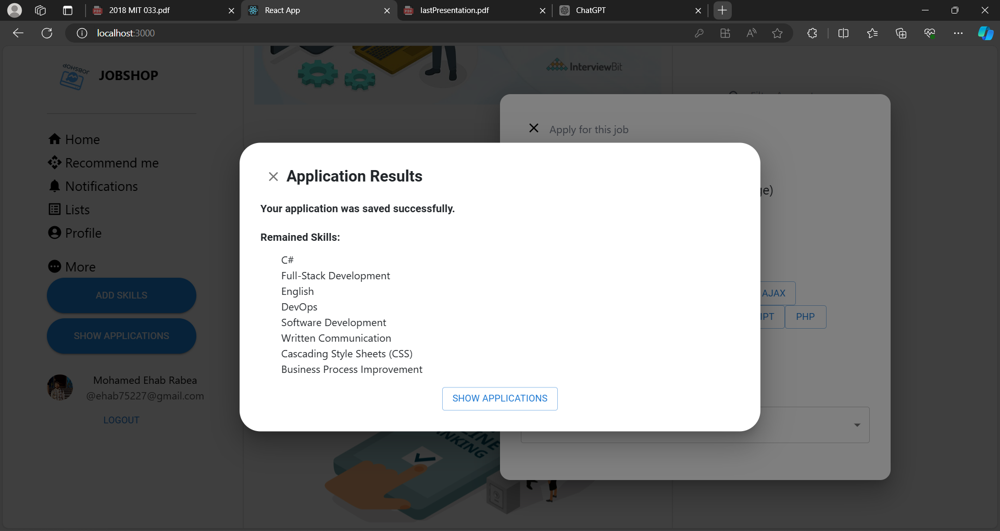 2018 MIT 033.pdf
React App
lastPresentation.pdf
ChatGPT
localhost:3000
JOBSHOP
JOBSHOP
InterviewBit
Home
Recommend me
Notifications
Lists
Profile
More
ADD SKILLS
SHOW APPLICATIONS
Mohamed Ehab Rabea
@ehab75227@gmail.com
LOGOUT
Apply for this job
Application Results
Your application was saved successfully.
Remained Skills:
C#
Full-Stack Development
English
DevOps
Software Development
Written Communication
Cascading Style Sheets (CSS)
Business Process Improvement
SHOW APPLICATIONS
AJAX
PHP